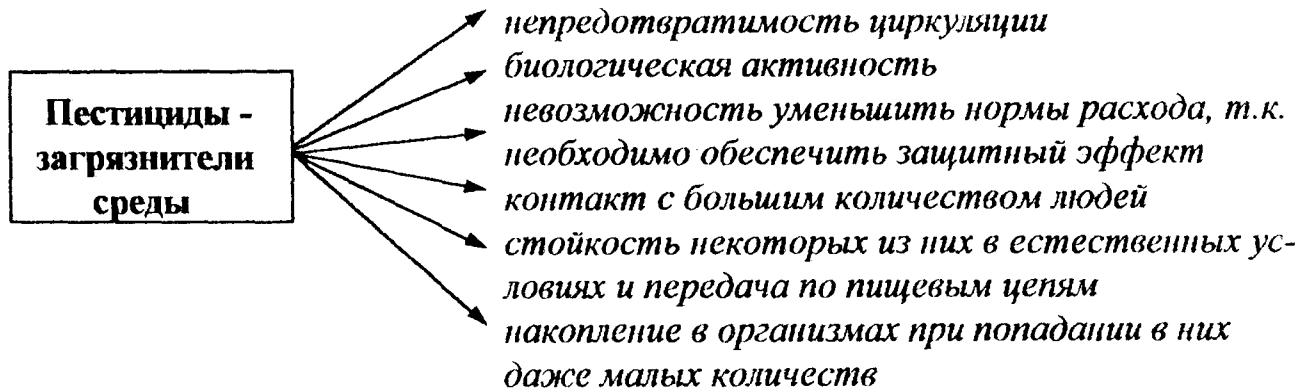 Пестициды -
загрязнители
среды
непредотвратимость циркуляции
биологическая активность
невозможность уменьшить нормы расхода, т.к.
необходимо обеспечить защитный эффект
контакт с большим количеством людей
стойкость некоторых из них в естественных ус-
ловиях и передача по пищевым цепям
накопление в организмах при попадании в них
даже малых количеств